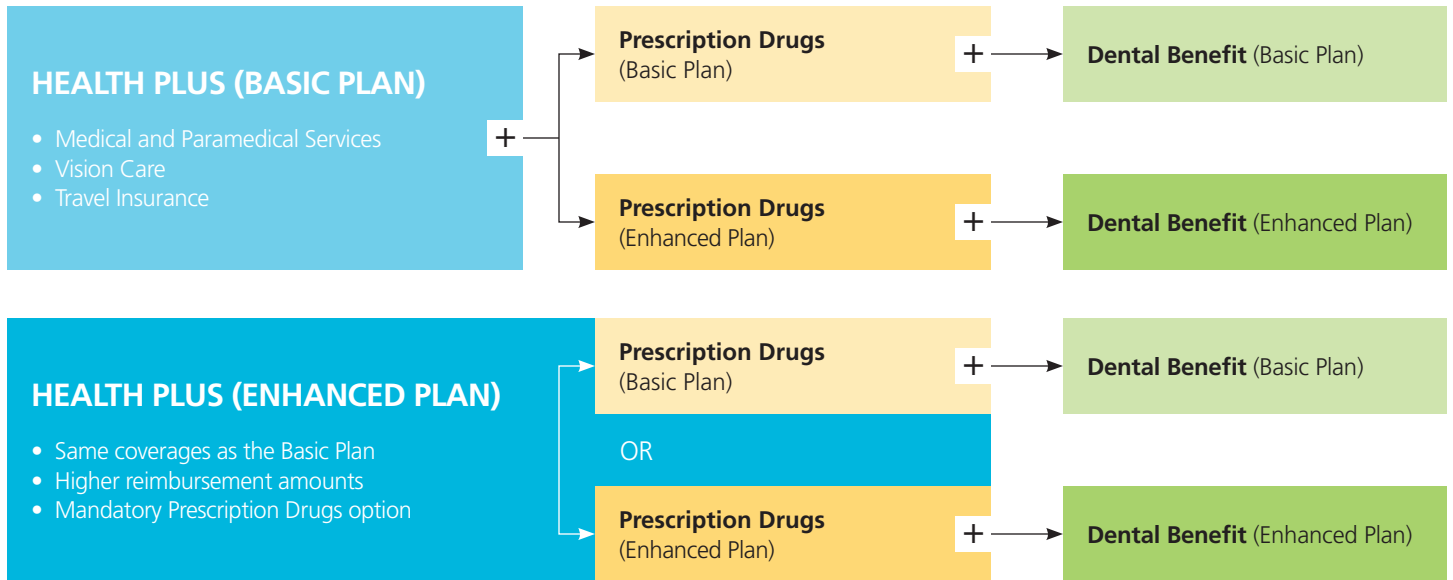 HEALTH PLUS (BASIC PLAN)
• Medical and Paramedical Services
• Vision Care
• Travel Insurance
+
Prescription Drugs
(Basic Plan)
+
Dental Benefit (Basic Plan)
Prescription Drugs
(Enhanced Plan)
+
Dental Benefit (Enhanced Plan)
HEALTH PLUS (ENHANCED PLAN)
• Same coverages as the Basic Plan
• Higher reimbursement amounts
• Mandatory Prescription Drugs option
Prescription Drugs
(Basic Plan)
+
Dental Benefit (Basic Plan)
OR
Prescription Drugs
(Enhanced Plan)
+
Dental Benefit (Enhanced Plan)